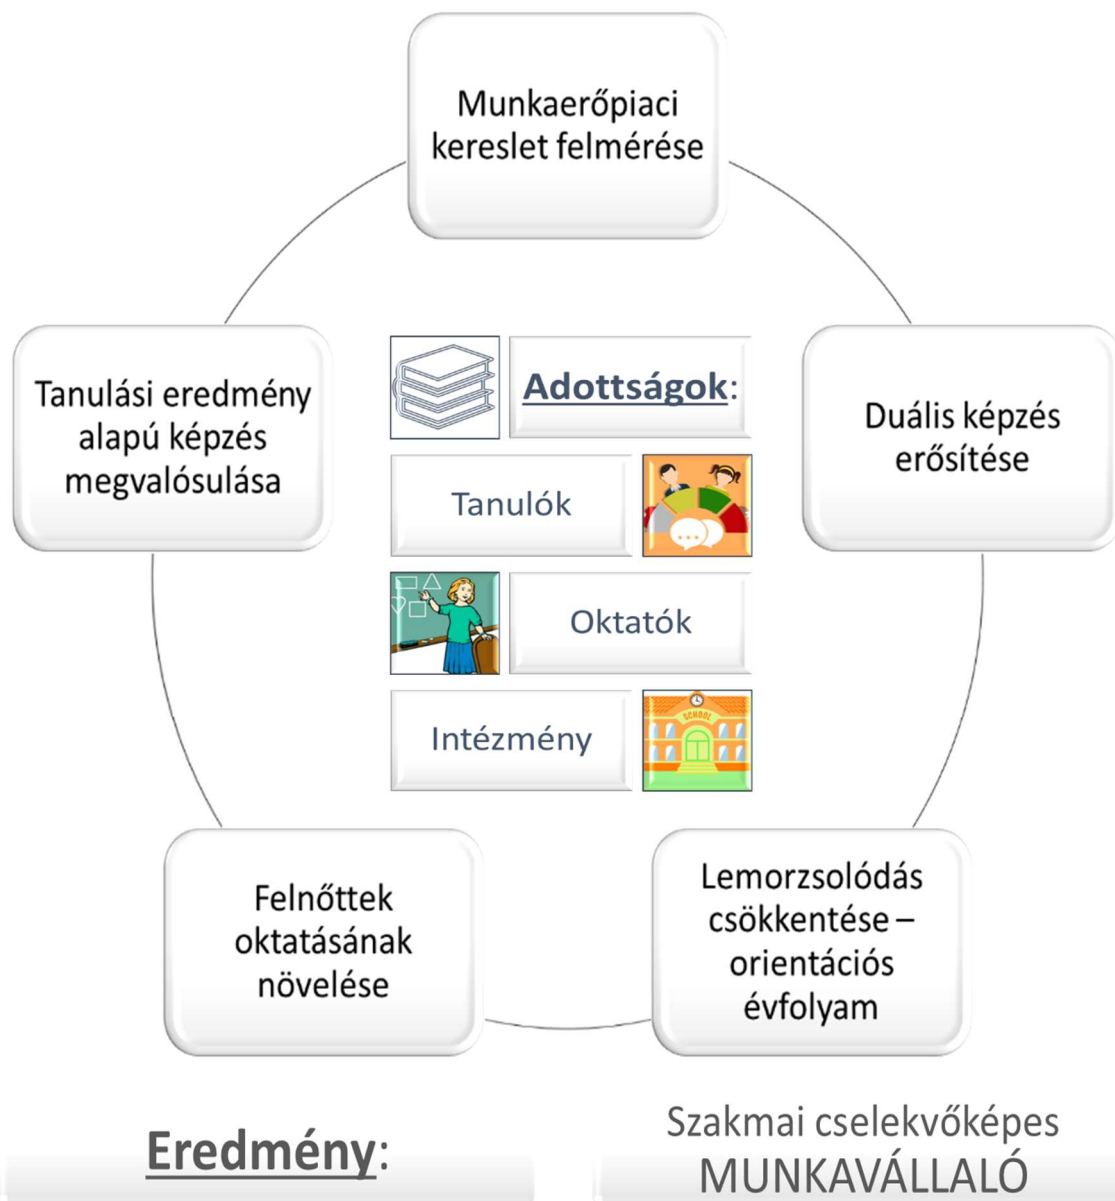 Munkaerőpiaci
kereslet felmérése
Duális képzés
erősítése
Lemorzsolódás
csökkentése –
orientációs
évfolyam
Felnőttek
oktatásának
növelése
Tanulási eredmény
alapú képzés
megvalósulása
Adottságok:
Tanulók
Oktatók
Intézmény
SCHOOL
Eredmény:
Szakmai cselekvőképes
MUNKAVÁLLALÓ